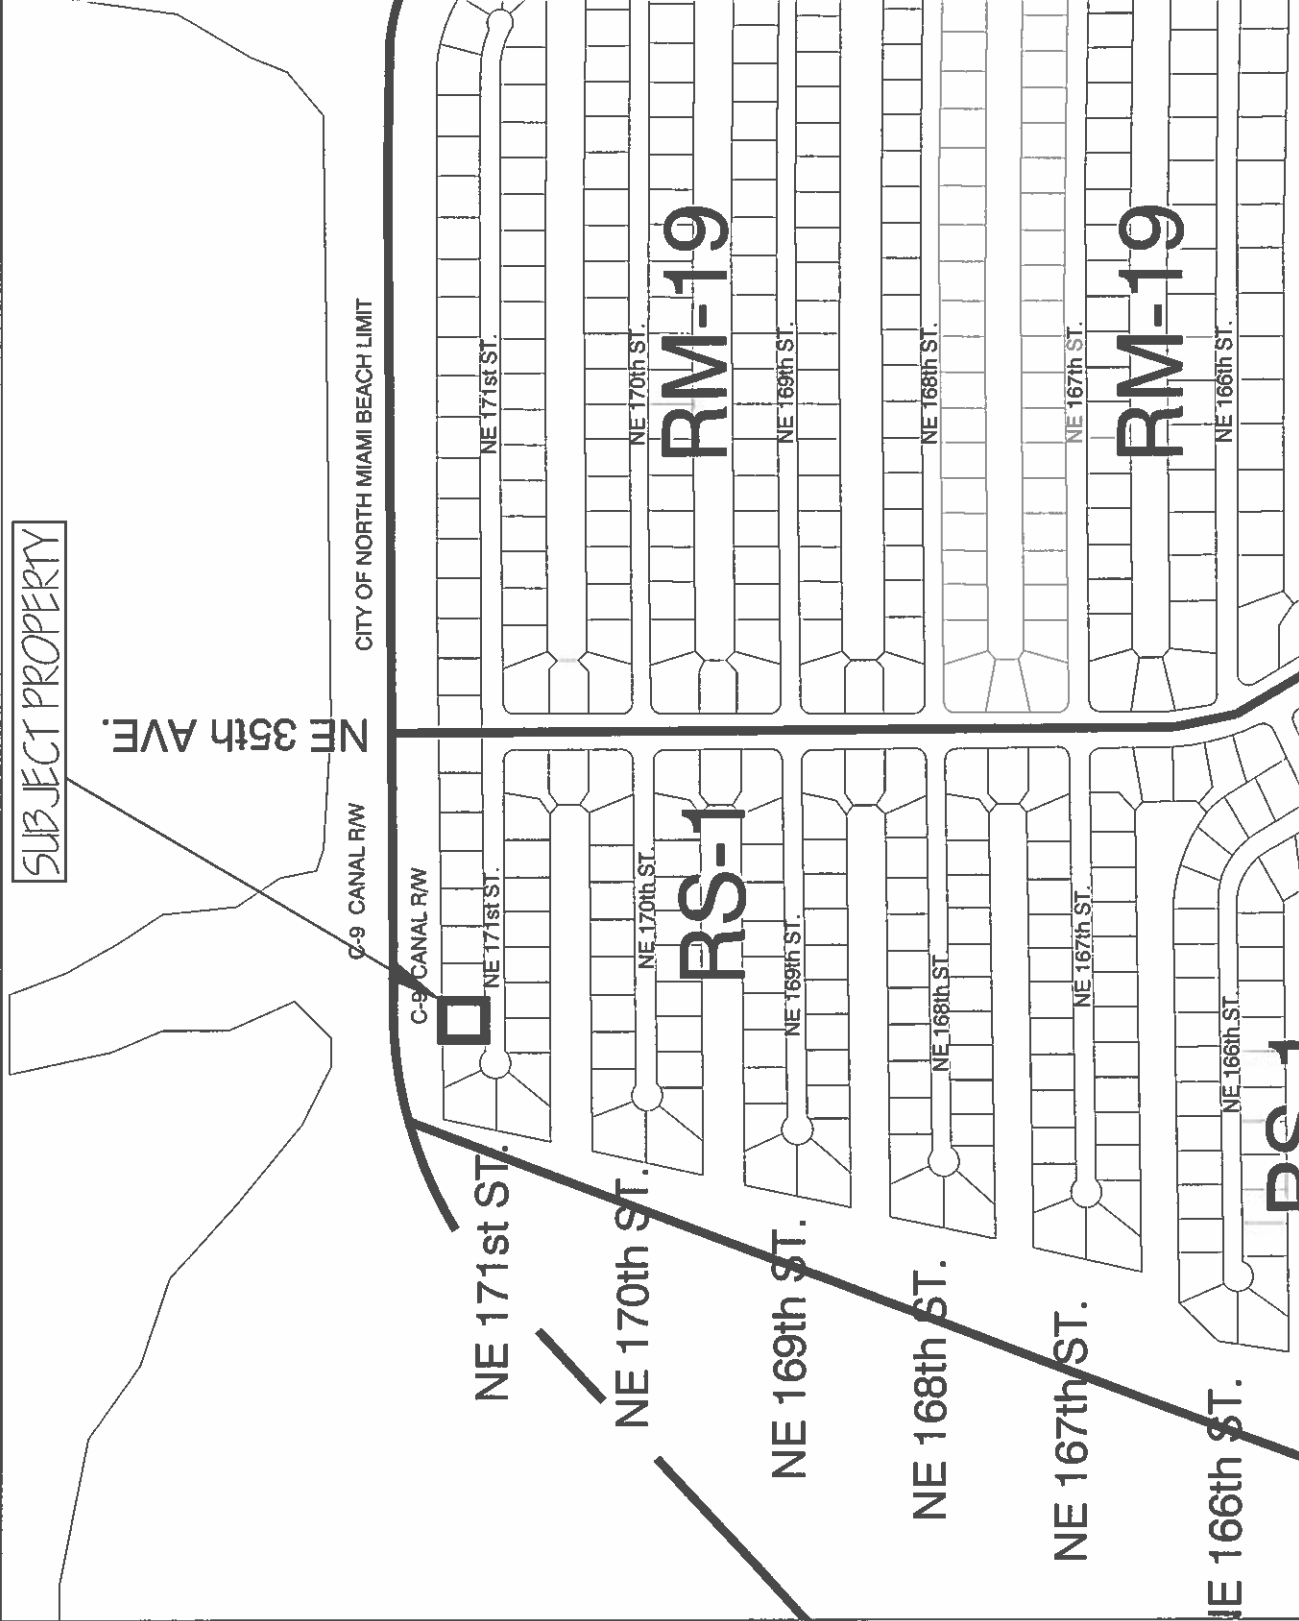 SUBJECT PROPERTY
NE 35th AVE.
CITY OF NORTH MIAMI BEACH LIMIT
C-9 CANAL R/W
C-9 CANAL R/W
NE 171st ST.
NE 170th ST.
NE 169th ST.
NE 168th ST.
NE 167th ST.
NE 166th ST.
RM-19
RM-19
NE 171st ST.
NE 170th ST.
NE 169th ST.
NE 168th ST.
NE 167th ST.
NE 166th ST.
RS-1
RS-1
NE 171st ST.
NE 170th ST.
NE 169th ST.
NE 168th ST.
NE 167th ST.
NE 166th ST.